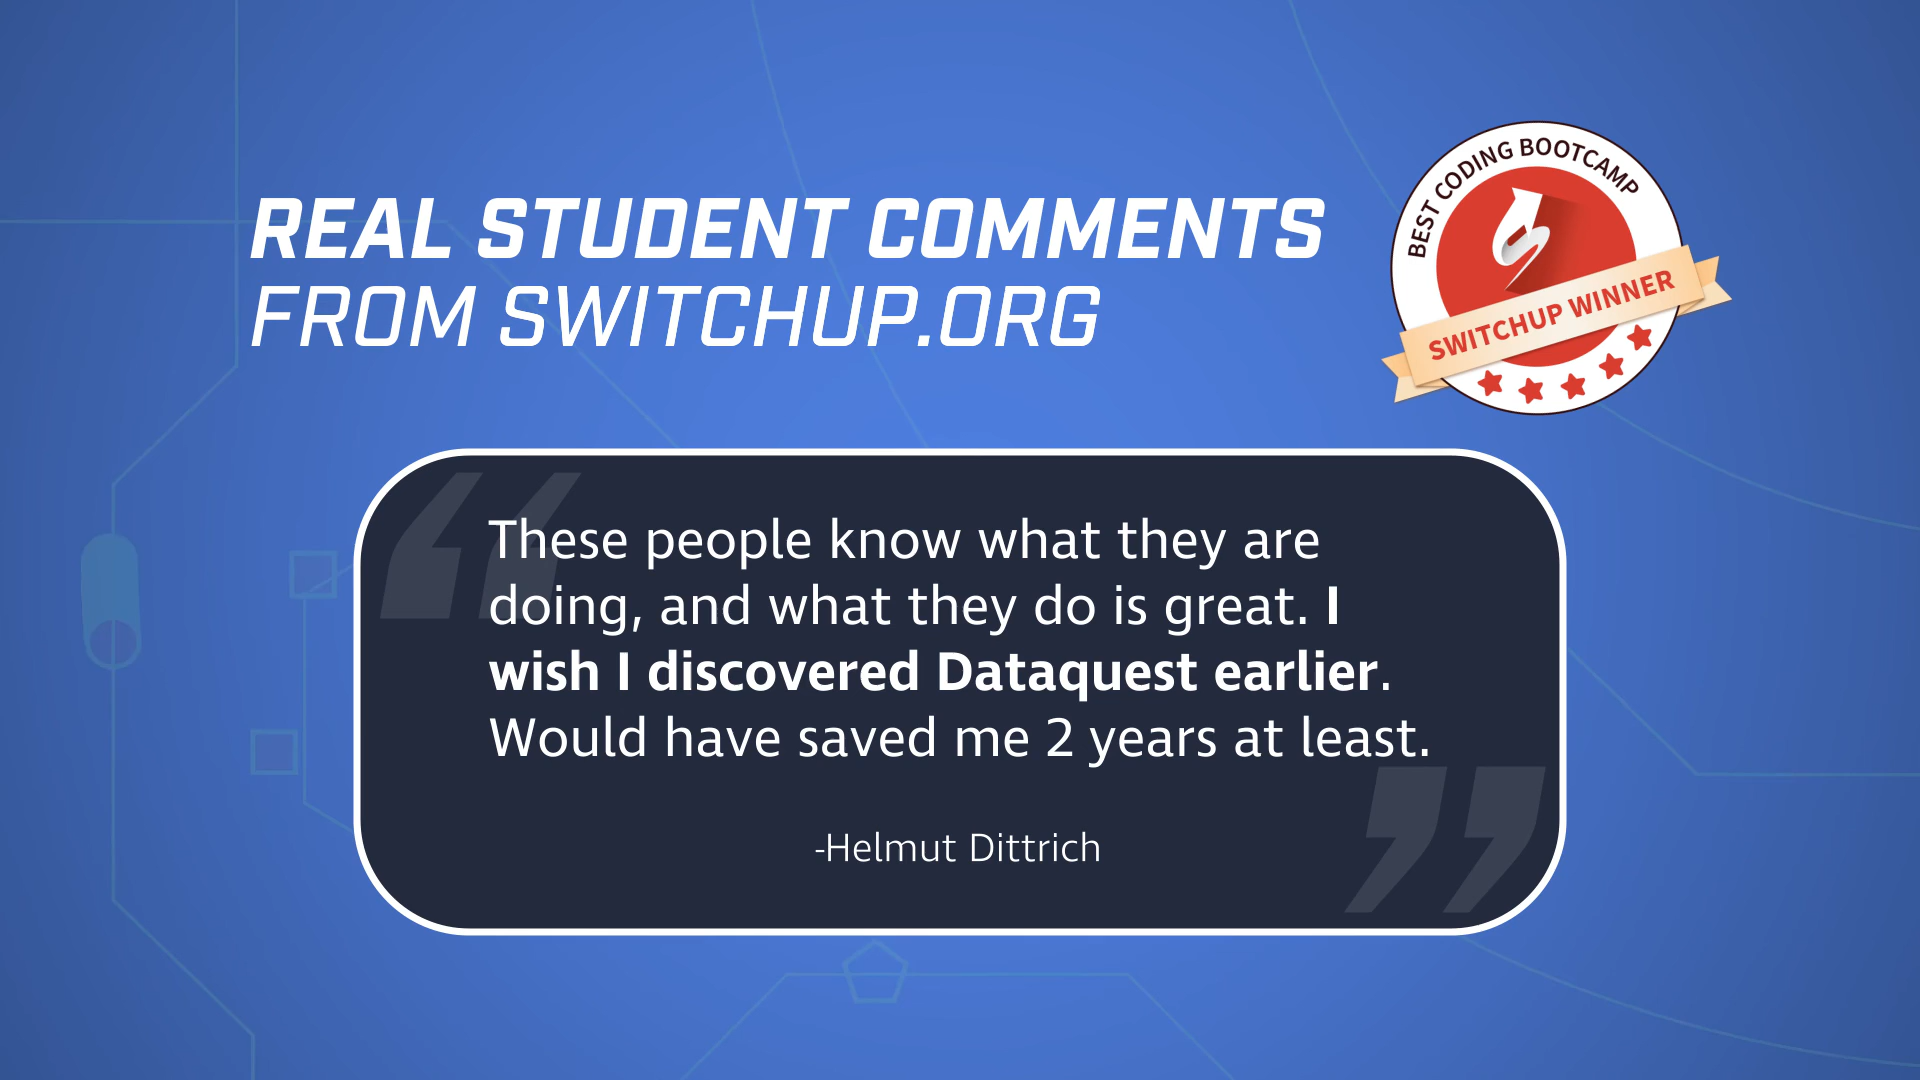 REAL STUDENT COMMENTS
FROM SWITCHUP.ORG
BEST CODING BOOTCAMP
SWITCHUP WINNER
“
These people know what they are
doing, and what they do is great. I
wish I discovered Dataquest earlier.
Would have saved me 2 years at least.
”
-Helmut Dittrich